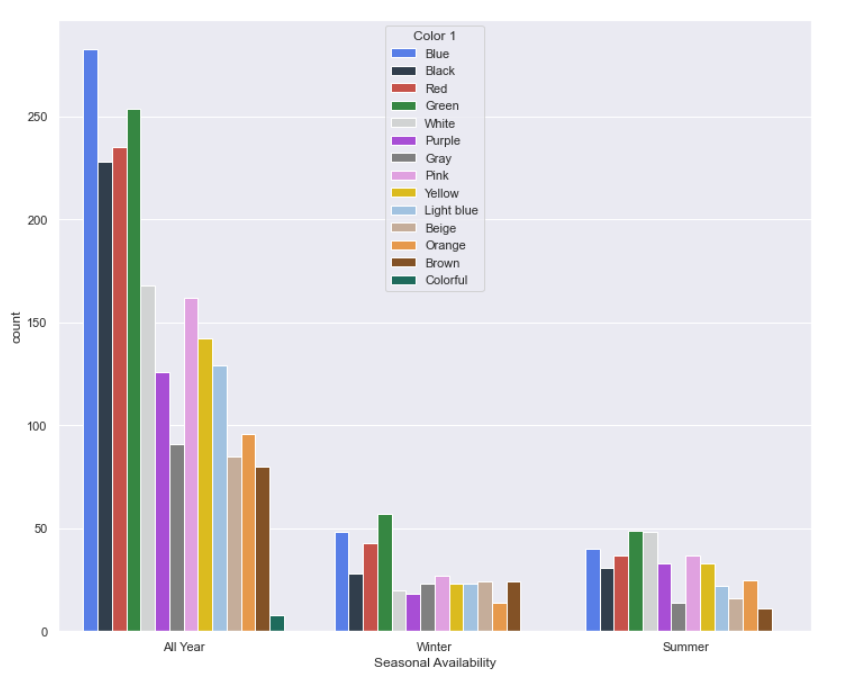 Color 1
Blue
Black
Red
Green
White
Purple
Gray
Pink
Yellow
Light blue
Beige
Orange
Brown
Colorful
250
200
150
100
50
0
count
All Year Winter Summer
Seasonal Availability